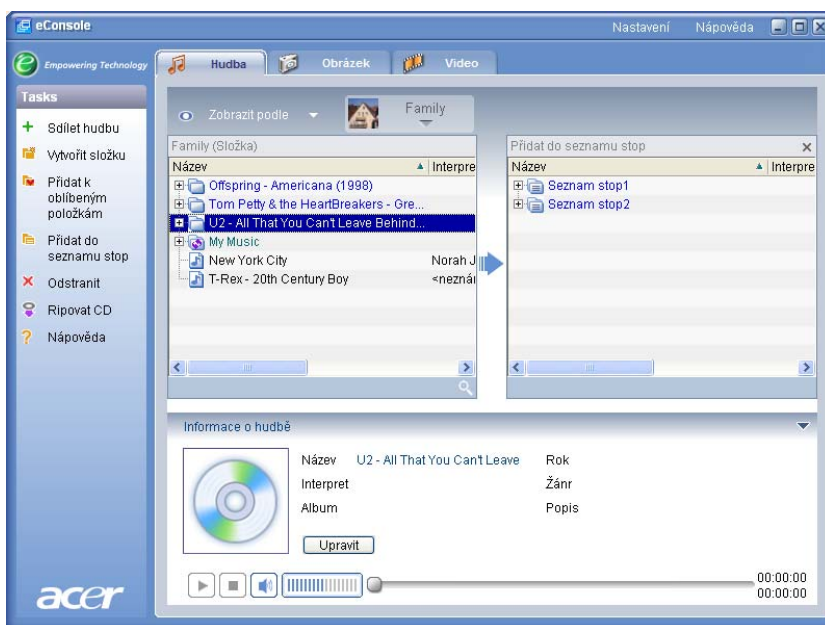 eConsole
Nastavení Nápověda
Empowering Technology
Hudba Obrázek Video
Tasks
Sdílet hudbu
Vytvořit složku
Přidat k
oblíbeným
položkám
Přidat do
seznamu stop
Odstranit
Ripovat CD
Nápověda
Zobrazit podle
Family
Family (Složka)
Název Interpre
Offspring - Americana (1998)
Tom Petty & the HeartBreakers - Gre...
U2 - All That You Can't Leave Behind...
My Music
New York City Norah J
T-Rex - 20th Century Boy <neznái
Přidat do seznamu stop
Název Interpre
Seznam stop1
Seznam stop2
Informace o hudbě
Název U2 - All That You Can't Leave Rok
Interpret Žánr
Album Popis
Upravit
00:00:00
00:00:00
acer